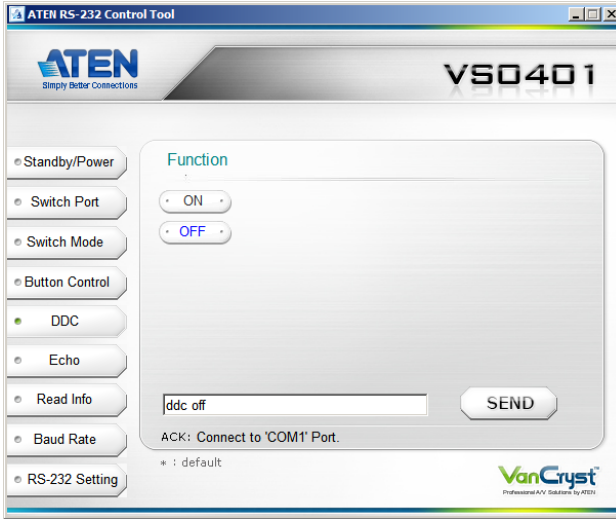 ATEN RS-232 Control Tool
ATEN
Simply Better Connections
VS0401
Standby/Power
Switch Port
Switch Mode
Button Control
DDC
Echo
Read Info
Baud Rate
RS-232 Setting
Function
ON
OFF
ddc off
SEND
ACK: Connect to 'COM1' Port.
* : default
VanCryst™
Professional A/V Solutions by ATEN